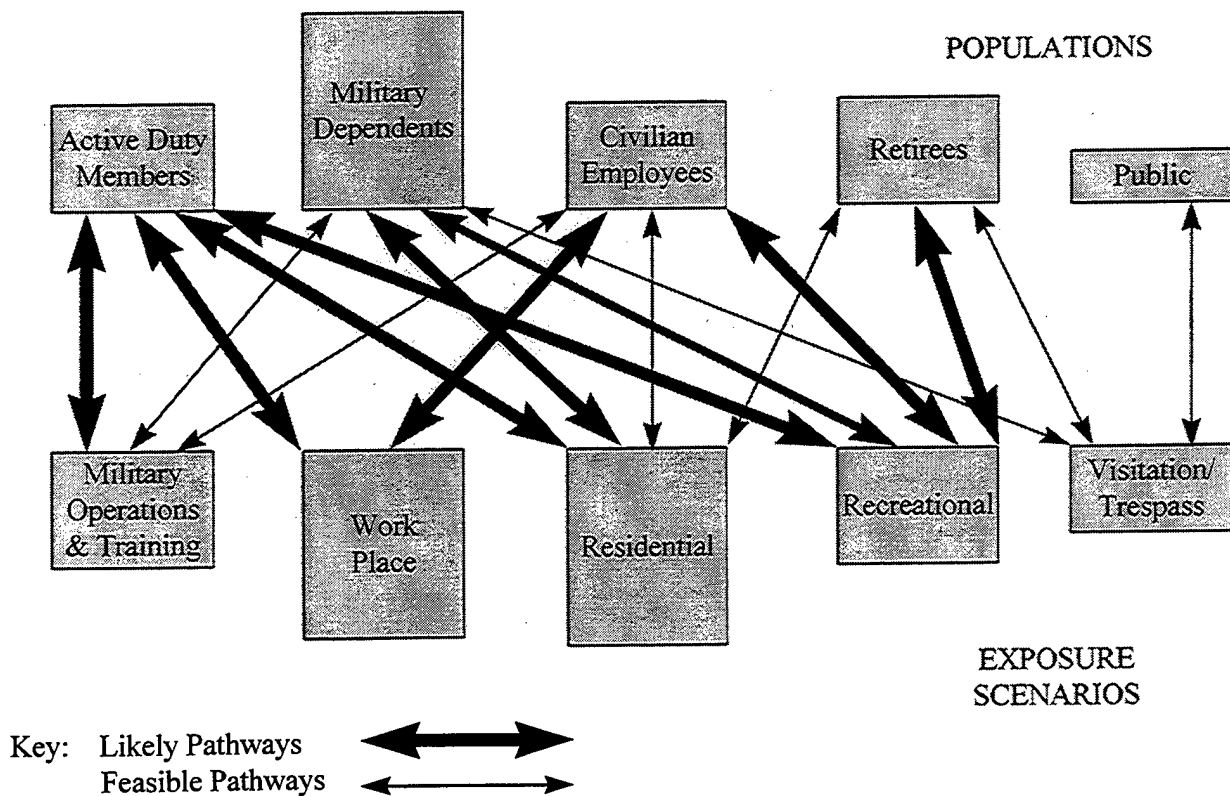 POPULATIONS
Active Duty
Members
Military
Dependents
Civilian
Employees
Retirees
Public
Military
Operations
& Training
Work
Place
Residential
Recreational
Visitation/
Trespass
EXPOSURE
SCENARIOS
Key: Likely Pathways
Feasible Pathways